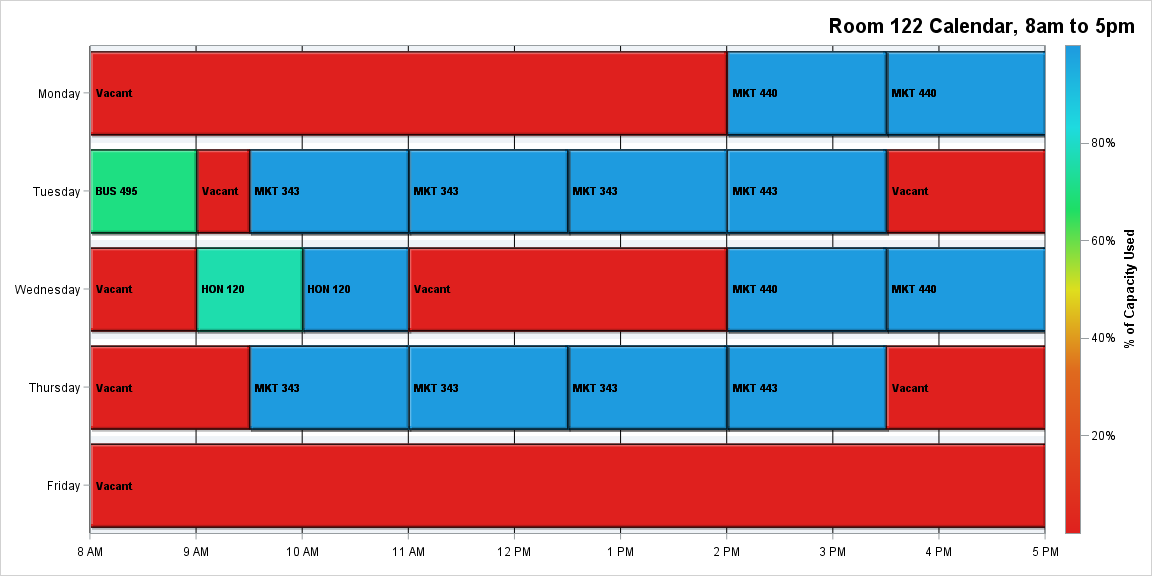 Room 122 Calendar, 8am to 5pm
Monday
Vacant
MKT 440
MKT 440
Tuesday
BUS 495
Vacant
MKT 343
MKT 343
MKT 343
MKT 443
Vacant
Wednesday
Vacant
HON 120
HON 120
Vacant
MKT 440
MKT 440
Thursday
Vacant
MKT 343
MKT 343
MKT 343
MKT 443
Vacant
Friday
Vacant
8 AM
9 AM
10 AM
11 AM
12 PM
1 PM
2 PM
3 PM
4 PM
5 PM
80%
60%
40%
20%
% of Capacity Used